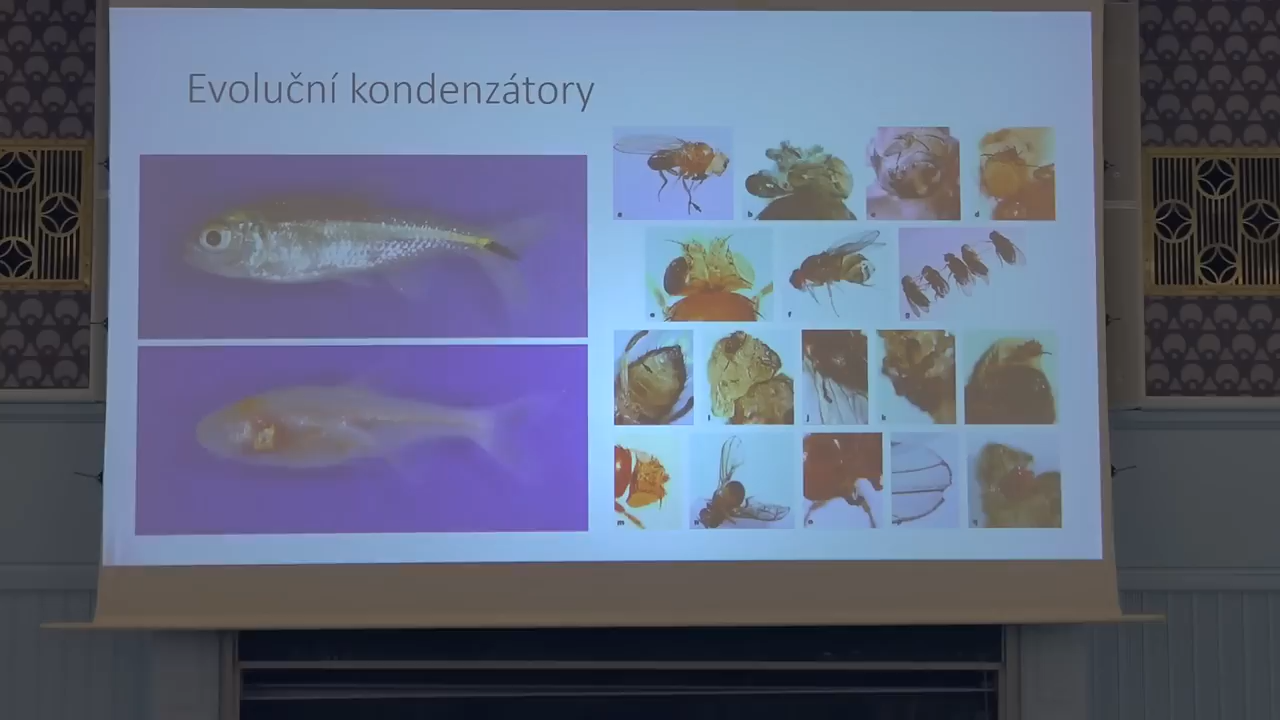 Evoluční kondenzátory
a b c d
e f g
i j k
m n o p q